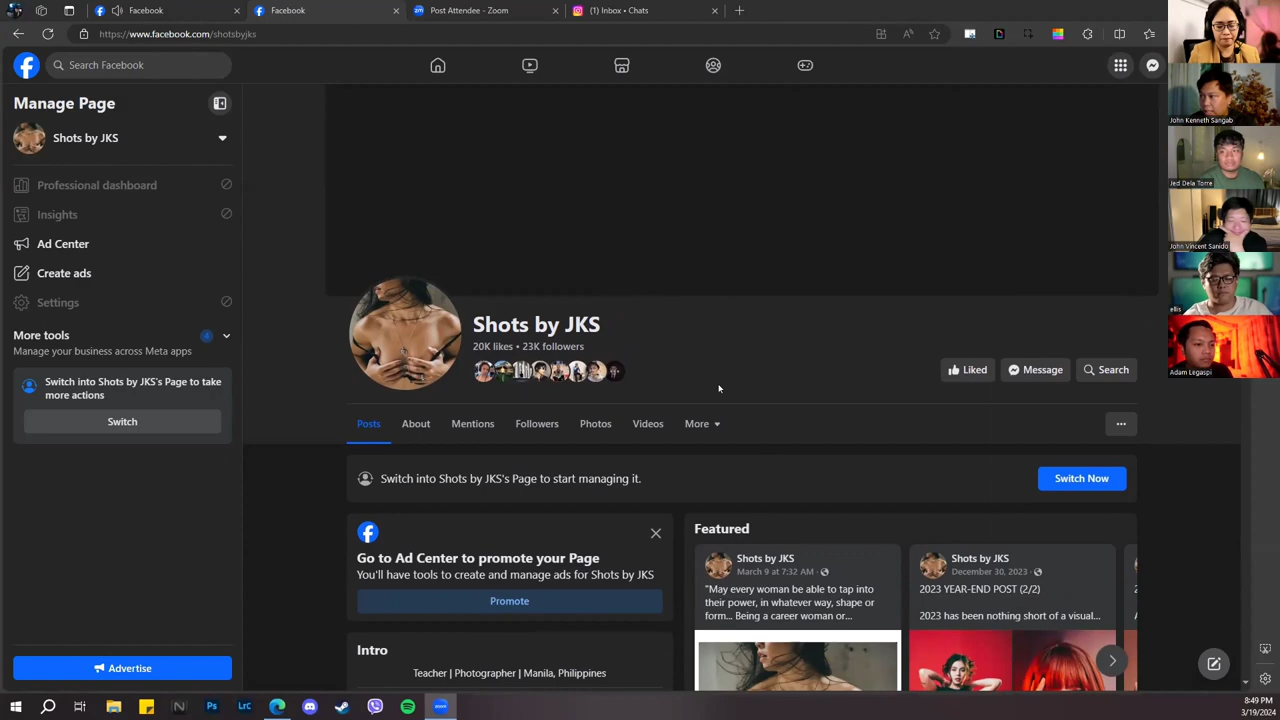 Facebook
Facebook
Post Attendee - Zoom
(1) Inbox • Chats
https://www.facebook.com/shotsbyjks
Search Facebook
Manage Page
Shots by JKS
Professional dashboard
Insights
Ad Center
Create ads
Settings
More tools
4
Manage your business across Meta apps
Switch into Shots by JKS's Page to take
more actions
Switch
Advertise
Shots by JKS
20K likes • 23K followers
Liked
Message
Search
Posts
About
Mentions
Followers
Photos
Videos
More
Switch into Shots by JKS's Page to start managing it.
Switch Now
Go to Ad Center to promote your Page
You'll have tools to create and manage ads for Shots by JKS
Promote
Intro
Teacher | Photographer | Manila, Philippines
Featured
Shots by JKS
March 9 at 7:32 AM
"May every woman be able to tap into
their power, in whatever way, shape or
form... Being a career woman or...
Shots by JKS
December 30, 2023
2023 YEAR-END POST (2/2)
2023 has been nothing short of a visual...
John Kenneth Sangab
Jed Dela Torre
John Vincent Sanido
ellis
Adam Legaspi
Ps
LrC
zoom
8:49 PM
3/19/2024